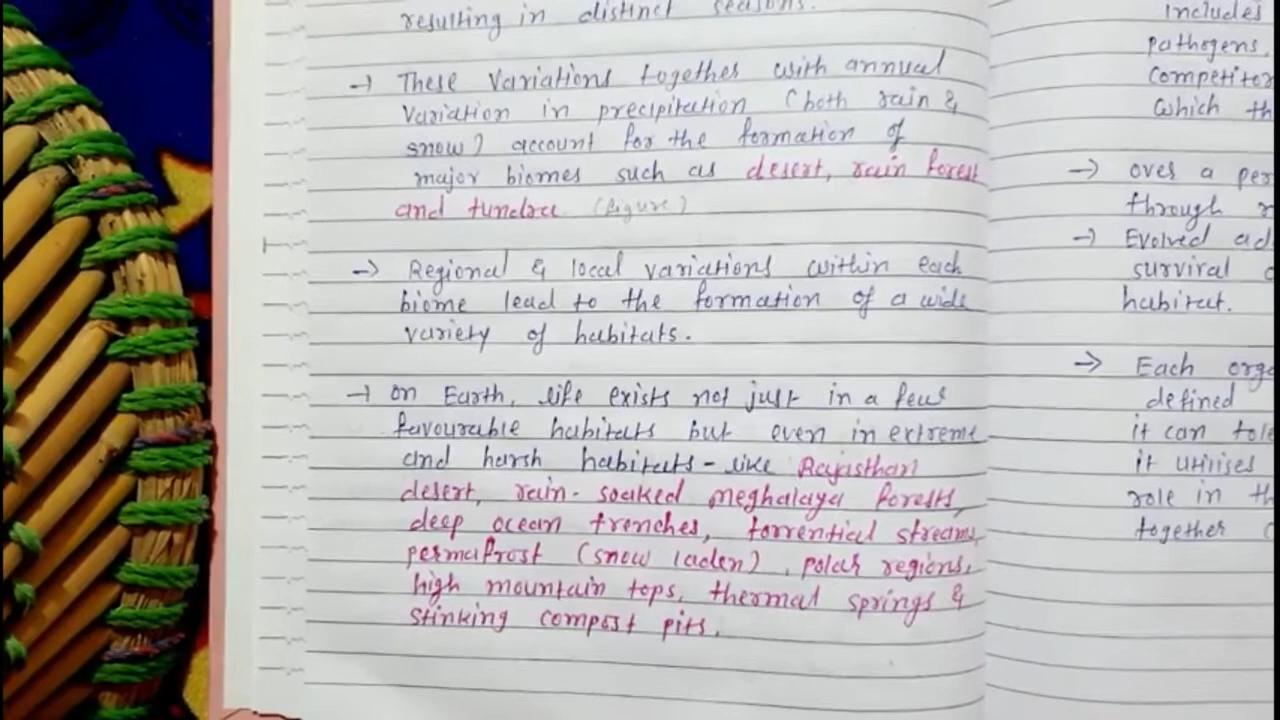 resulting in distinct seasons.
→ These Variations together with annual
Variation in precipitation (both rain &
snow) account for the formation of
major biomes such as desert, rain forest
and tundra (figure)
→ Regional & local variations within each
biome lead to the formation of a wide
variety of habitats.
→ On Earth, life exists not just in a few
favourable habitats but even in extreme
and harsh habitats - like Rajasthan
desert, rain-soaked meghalaya forests,
deep ocean trenches, torrential streams,
permafrost (snow laden), polar regions,
high mountain tops, thermal springs &
stinking compost pits.
includes
pathogens,
Competitor
which th
→ over a per
through
→ Evolved ad
survival
habitat.
→ Each orga
defined
it can tole
it utilises
role in th
together